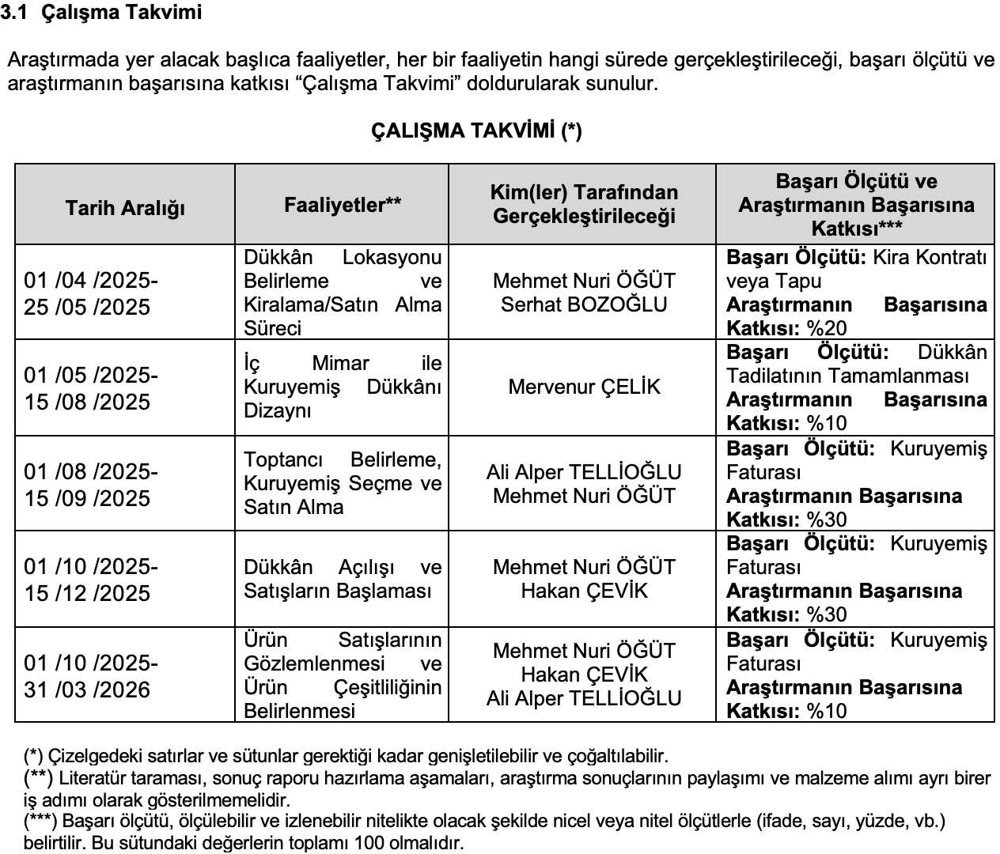 3.1 Çalışma Takvimi
Araştırmada yer alacak başlıca faaliyetler, her bir faaliyetin hangi sürede gerçekleştirileceği, başarı ölçütü ve
araştırmanın başarısına katkısı “Çalışma Takvimi” doldurularak sunulur.
ÇALIŞMA TAKVİMİ (*)
Tarih Aralığı
Faaliyetler**
Kim(ler) Tarafından
Gerçekleştirileceği
Başarı Ölçütü ve
Araştırmanın Başarısına
Katkısı***
01 /04 /2025-
25 /05 /2025
Dükkân Lokasyonu
Belirleme ve
Kiralama/Satın Alma
Süreci
Mehmet Nuri ÖĞÜT
Serhat BOZOĞLU
Başarı Ölçütü: Kira Kontratı
veya Tapu
Araştırmanın Başarısına
Katkısı: %20
01 /05 /2025-
15 /08 /2025
İç Mimar ile
Kuruyemiş Dükkânı
Dizaynı
Mervenur ÇELİK
Başarı Ölçütü: Dükkân
Tadilatının Tamamlanması
Araştırmanın Başarısına
Katkısı: %10
01 /08 /2025-
15 /09 /2025
Toptancı Belirleme,
Kuruyemiş Seçme ve
Satın Alma
Ali Alper TELLİOĞLU
Mehmet Nuri ÖĞÜT
Başarı Ölçütü: Kuruyemiş
Faturası
Araştırmanın Başarısına
Katkısı: %30
01 /10 /2025-
15 /12 /2025
Dükkân Açılışı ve
Satışların Başlaması
Mehmet Nuri ÖĞÜT
Hakan ÇEVİK
Başarı Ölçütü: Kuruyemiş
Faturası
Araştırmanın Başarısına
Katkısı: %30
01 /10 /2025-
31 /03 /2026
Ürün Satışlarının
Gözlemlenmesi ve
Ürün Çeşitliliğinin
Belirlenmesi
Mehmet Nuri ÖĞÜT
Hakan ÇEVİK
Ali Alper TELLİOĞLU
Başarı Ölçütü: Kuruyemiş
Faturası
Araştırmanın Başarısına
Katkısı: %10
(*) Çizelgedeki satırlar ve sütunlar gerektiği kadar genişletilebilir ve çoğaltılabilir.
(**) Literatür taraması, sonuç raporu hazırlama aşamaları, araştırma sonuçlarının paylaşımı ve malzeme alımı ayrı birer
iş adımı olarak gösterilmemelidir.
(***) Başarı ölçütü, ölçülebilir ve izlenebilir nitelikte olacak şekilde nicel veya nitel ölçütlerle (ifade, sayı, yüzde, vb.)
belirtilir. Bu sütundaki değerlerin toplamı 100 olmalıdır.